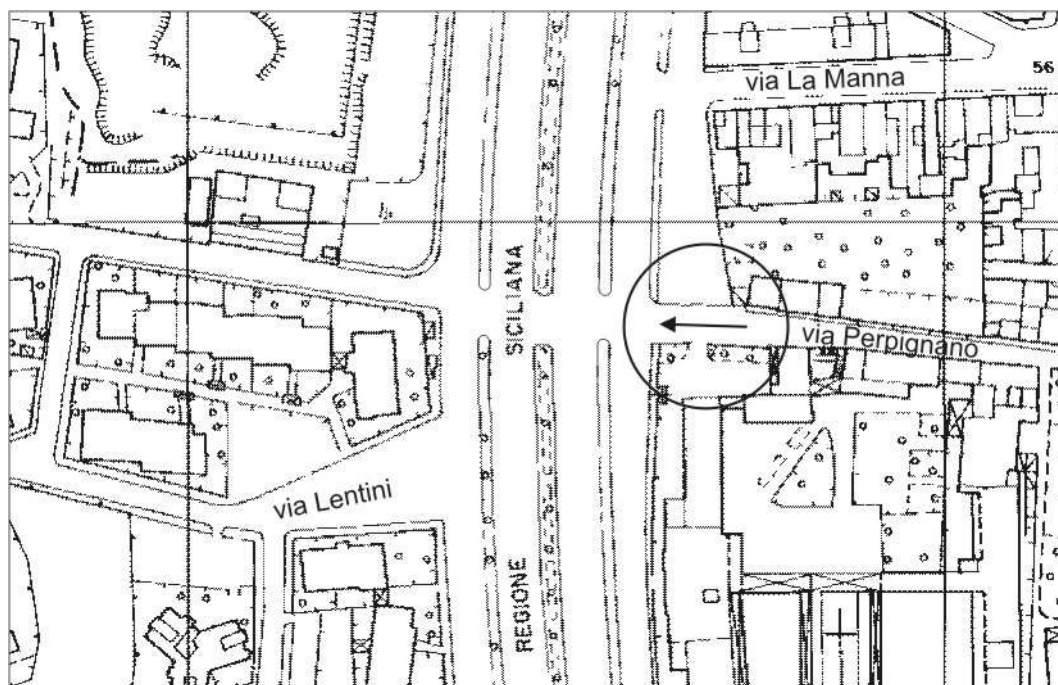 via La Manna
56
SICILIANA
via Perpignano
via Lentini
REGIONE